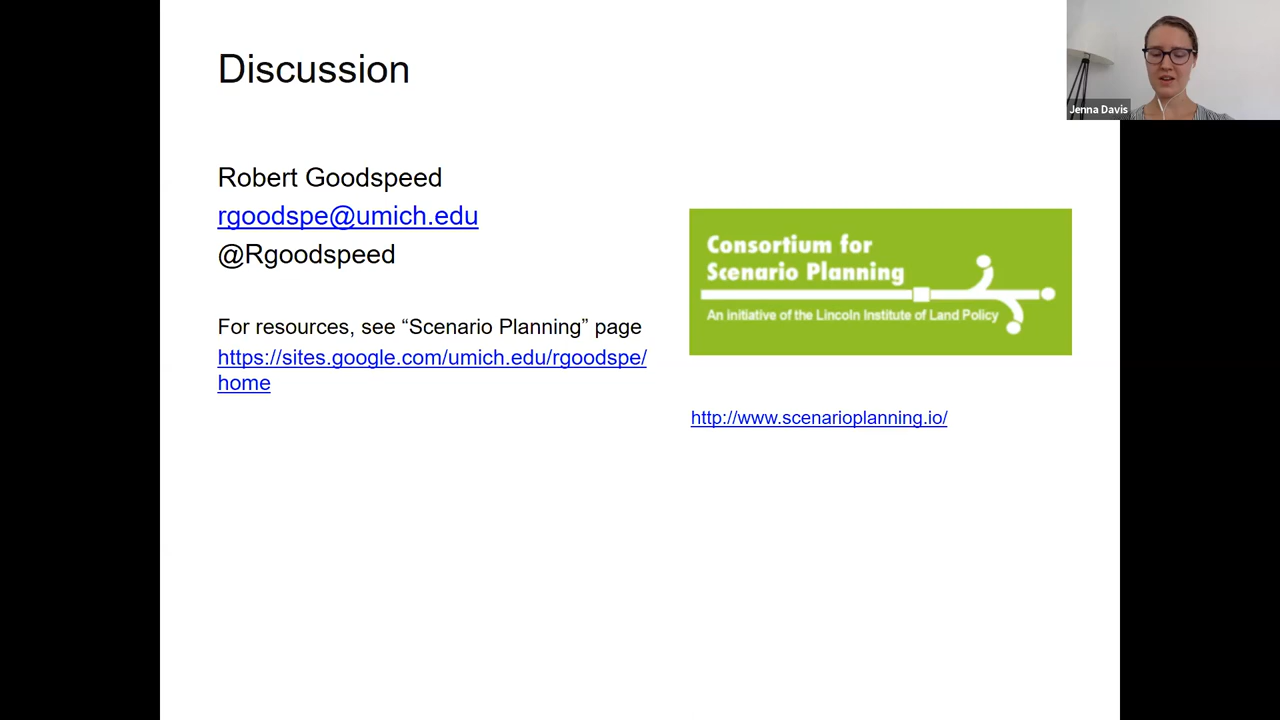 Discussion
Robert Goodspeed
rgoodspe@umich.edu
@Rgoodspeed
For resources, see “Scenario Planning” page
https://sites.google.com/umich.edu/rgoodspe/
home
Consortium for
Scenario Planning
An initiative of the Lincoln Institute of Land Policy
http://www.scenarioplanning.io/
Jenna Davis